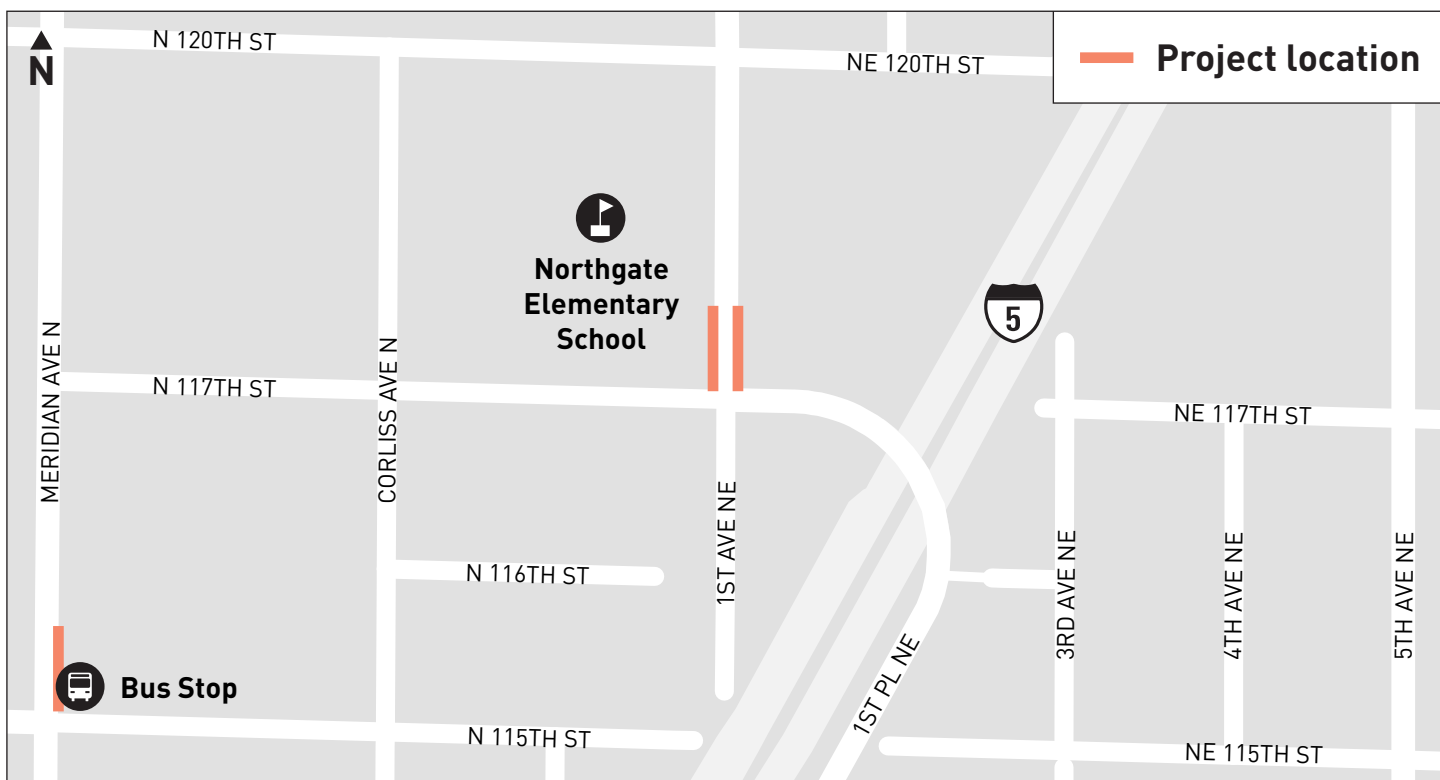 N 120TH ST
N
NE 120TH ST
Project location
Northgate
Elementary
School
5
MERIDIAN AVE N
N 117TH ST
CORLISS AVE N
NE 117TH ST
1ST AVE NE
N 116TH ST
3RD AVE NE
4TH AVE NE
5TH AVE NE
1ST PL NE
Bus Stop
N 115TH ST
NE 115TH ST